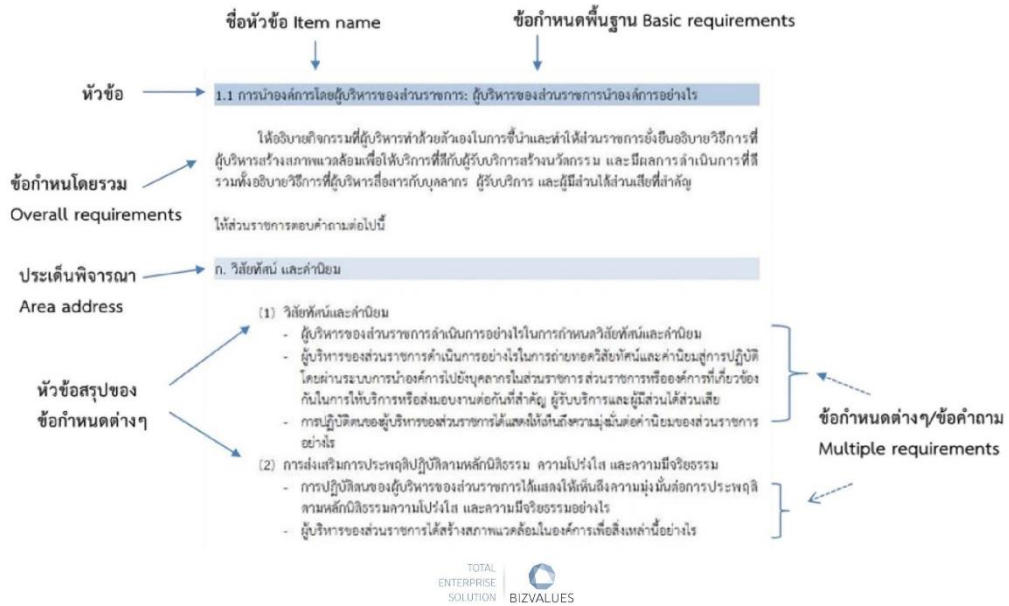 ชื่อหัวข้อ Item name
ข้อกำหนดพื้นฐาน Basic requirements
หัวข้อ
1.1 การนำองค์การโดยผู้บริหารของส่วนราชการ: ผู้บริหารของส่วนราชการนำองค์การอย่างไร
ให้อธิบายกิจกรรมที่ผู้บริหารทำด้วยตัวเองในการชี้นำและทำให้ส่วนราชการยั่งยืนอธิบายวิธีการที่
ผู้บริหารสร้างสภาพแวดล้อมเพื่อให้บริการที่ดีกับผู้รับบริการสร้างนวัตกรรม และมีผลการดำเนินการที่ดี
รวมทั้งอธิบายวิธีการที่ผู้บริหารสื่อสารกับบุคลากร ผู้รับบริการ และผู้มีส่วนได้ส่วนเสียที่สำคัญ
ข้อกำหนโดยรวม
Overall requirements
ให้ส่วนราชการตอบคำถามต่อไปนี้
ประเด็นพิจารณา
Area address
ก. วิสัยทัศน์ และค่านิยม
(1) วิสัยทัศน์และค่านิยม
- ผู้บริหารของส่วนราชการดำเนินการอย่างไรในการกำหนดวิสัยทัศน์และค่านิยม
- ผู้บริหารของส่วนราชการดำเนินการอย่างไรในการถ่ายทอดวิสัยทัศน์และค่านิยมสู่การปฏิบัติ
โดยผ่านระบบการนำองค์การไปยังบุคลากรในส่วนราชการ ส่วนราชการหรือองค์การที่เกี่ยวข้อง
กันในการให้บริการหรือส่งมอบงานต่อกันที่สำคัญ ผู้รับบริการและผู้มีส่วนได้ส่วนเสีย
- การปฏิบัติตนของผู้บริหารของส่วนราชการได้แสดงให้เห็นถึงความมุ่งมั่นต่อค่านิยมของส่วนราชการ
อย่างไร
หัวข้อสรุปของ
ข้อกำหนดต่างๆ
ข้อกำหนดต่างๆ/ข้อคำถาม
Multiple requirements
(2) การส่งเสริมการประพฤติปฏิบัติตามหลักนิติธรรม ความโปร่งใส และความมีจริยธรรม
- การปฏิบัติตนของผู้บริหารของส่วนราชการได้แสดงให้เห็นถึงความมุ่งมั่นต่อการประพฤติ
ตามหลักนิติธรรมความโปร่งใส และความมีจริยธรรมอย่างไร
- ผู้บริหารของส่วนราชการได้สร้างสภาพแวดล้อมในองค์การเพื่อสิ่งเหล่านี้อย่างไร
TOTAL
ENTERPRISE
SOLUTION
BIZVALUES